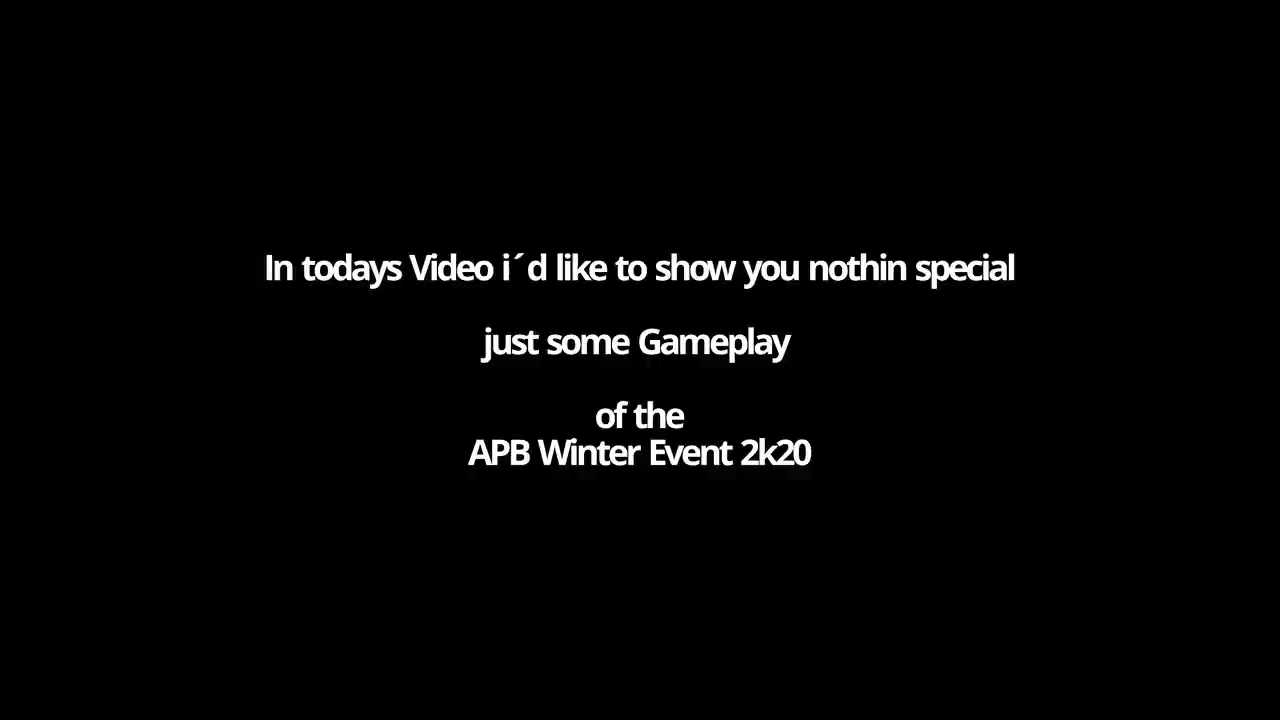 In todays Video i´d like to show you nothin special
just some Gameplay
of the
APB Winter Event 2k20